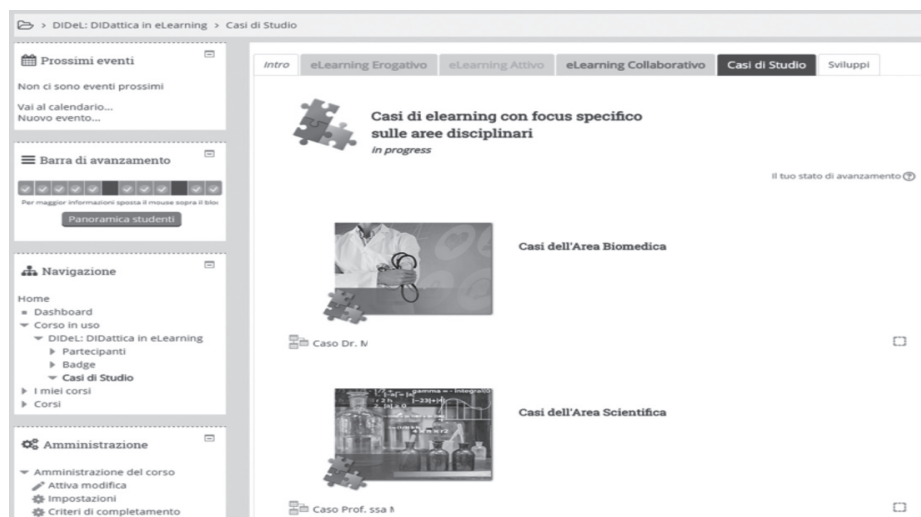 > DIDeL: DIDattica in eLearning > Casi di Studio
Prossimi eventi
Non ci sono eventi prossimi
Vai al calendario...
Nuovo evento...
Barra di avanzamento
Per maggior informazioni sposta il mouse sopra il bloc
Panoramica studenti
Navigazione
Home
Dashboard
Corso in uso
DIDeL: DIDattica in eLearning
Partecipanti
Badge
Casi di Studio
I miei corsi
Corsi
Amministrazione
Amministrazione del corso
Attiva modifica
Impostazioni
Criteri di completamento
Intro eLearning Erogativo eLearning Attivo eLearning Collaborativo Casi di Studio Sviluppi
Casi di elearning con focus specifico
sulle aree disciplinari
in progress
Il tuo stato di avanzamento
Casi dell'Area Biomedica
Caso Dr. M
Casi dell'Area Scientifica
Caso Prof. ssa M